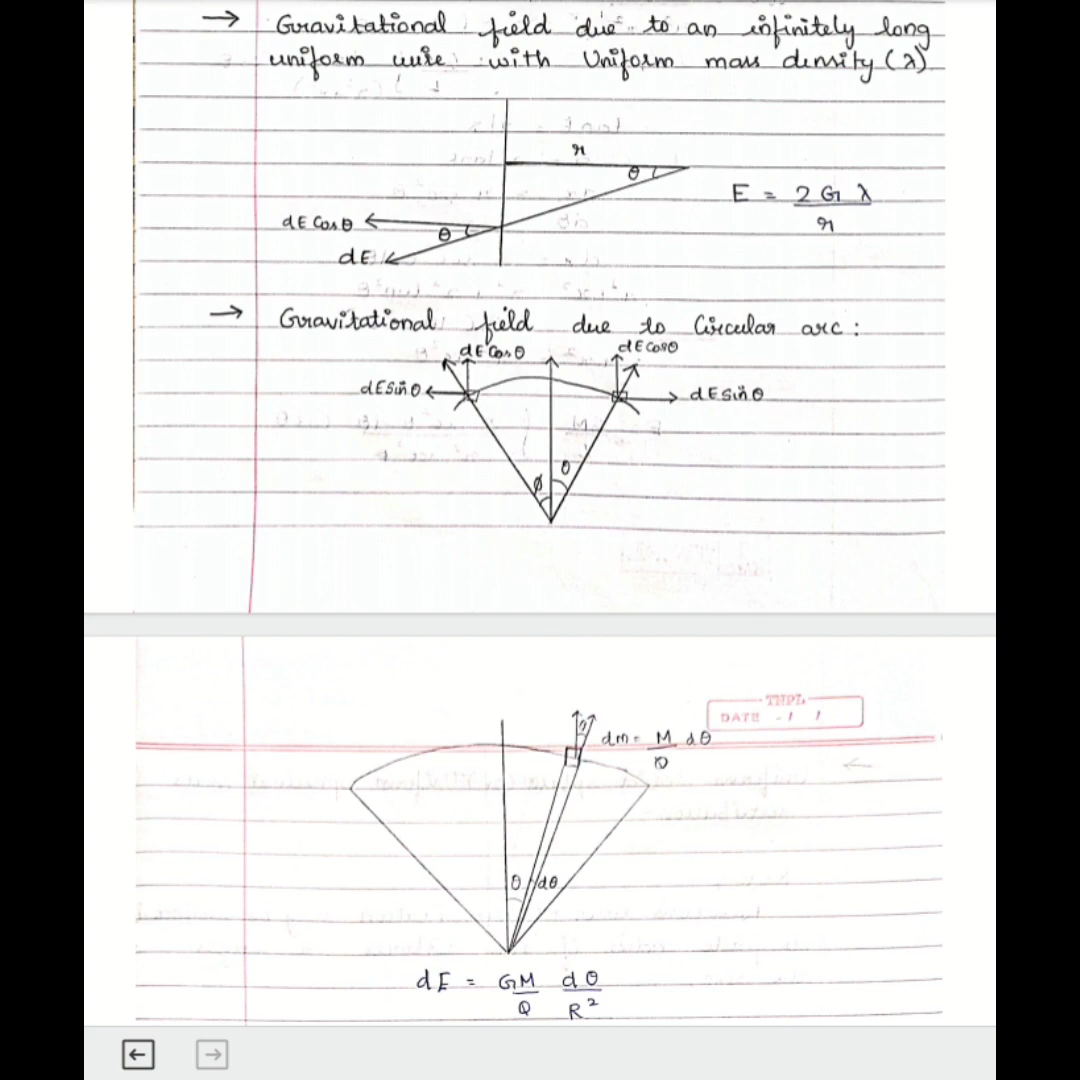 → Gravitational field due to an infinitely long
uniform wire with Uniform mass density (λ)
r
θ
E = 2Gλ / r
dE Cosθ
θ
dE
→ Gravitational field due to Circular arc :
dE Cosθ
dE Cosθ
dE Sinθ
dE Sinθ
ϕ
θ
TNPL
DATE - / /
θ
dm = M/Q dθ
θ
dθ
dE = GM/Q dθ/R²